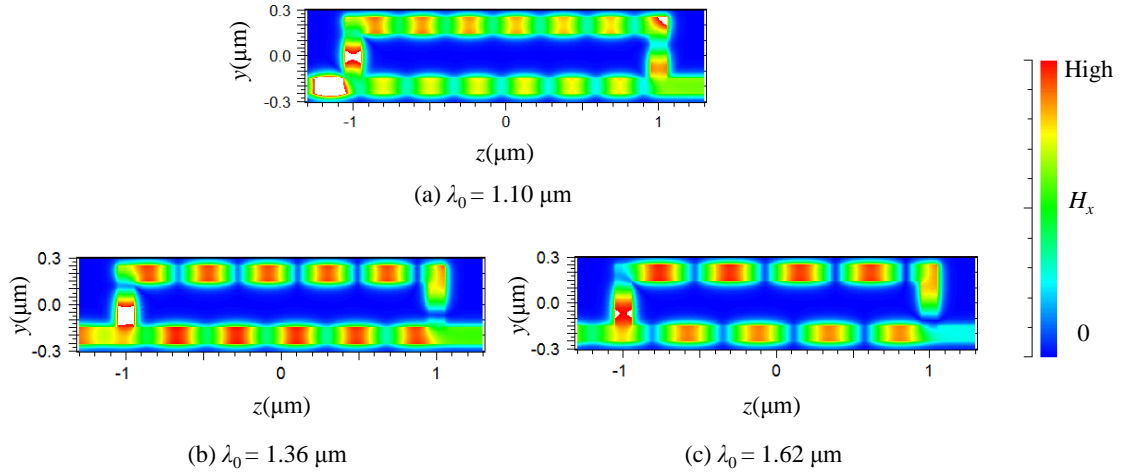 0.3
0.0
-0.3
y(μm)
-1
0
1
z(μm)
(a) λ₀ = 1.10 μm
High
Hₓ
0
0.3
0.0
-0.3
y(μm)
-1
0
1
z(μm)
(b) λ₀ = 1.36 μm
0.3
0.0
-0.3
y(μm)
-1
0
1
z(μm)
(c) λ₀ = 1.62 μm